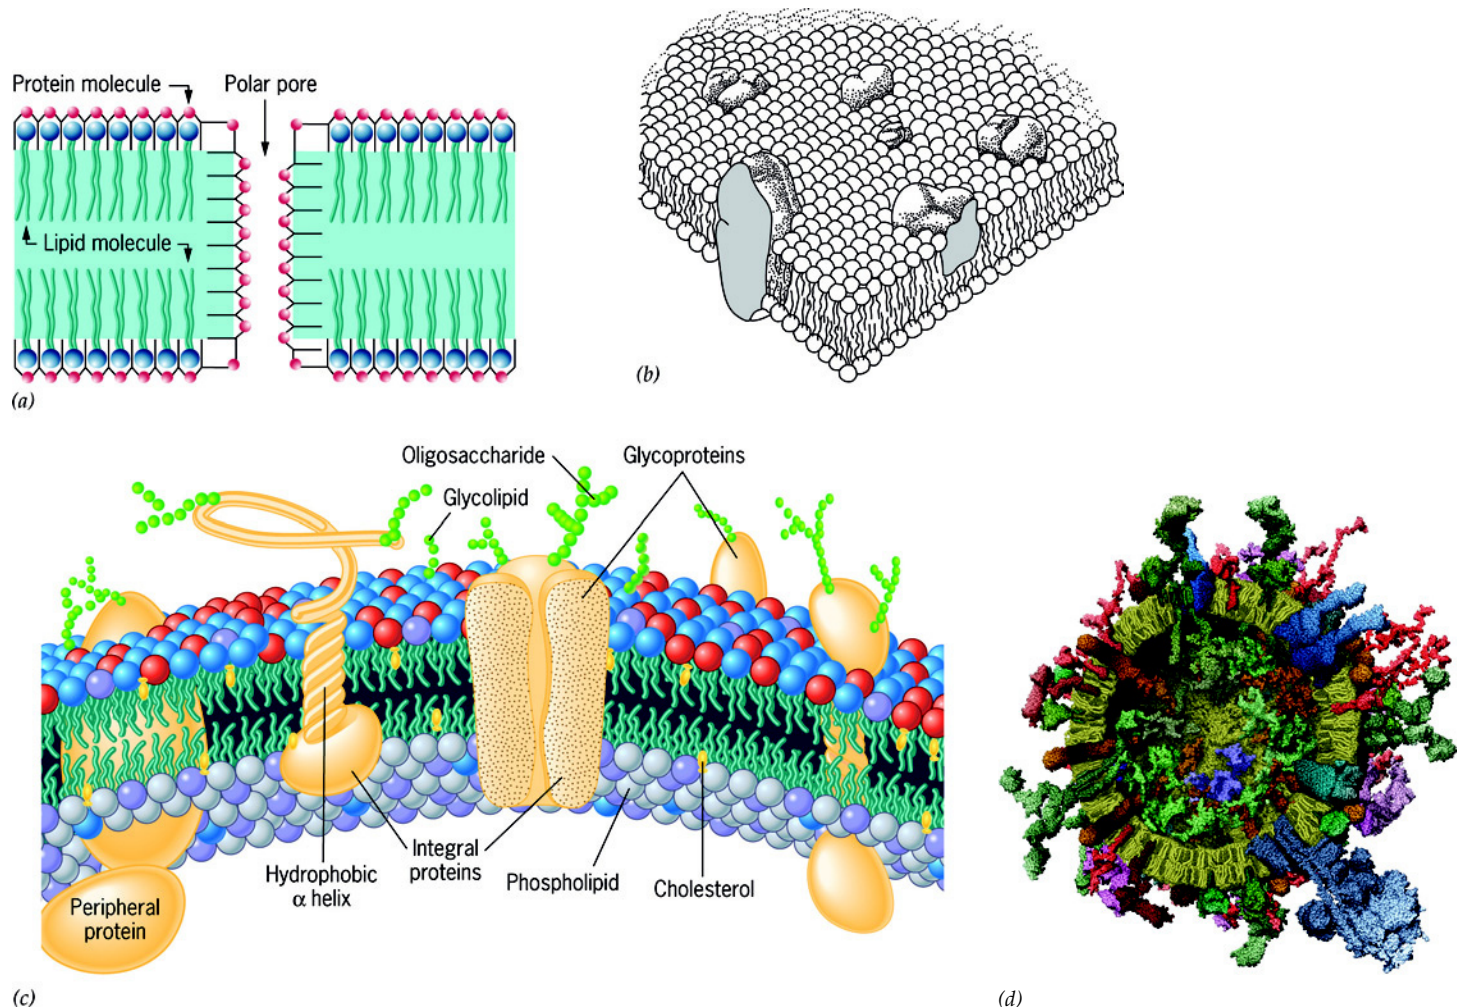 Protein molecule
Polar pore
Lipid molecule
(a)
(b)
Oligosaccharide
Glycoproteins
Glycolipid
Hydrophobic
α helix
Integral
proteins
Phospholipid
Cholesterol
Peripheral
protein
(c)
(d)